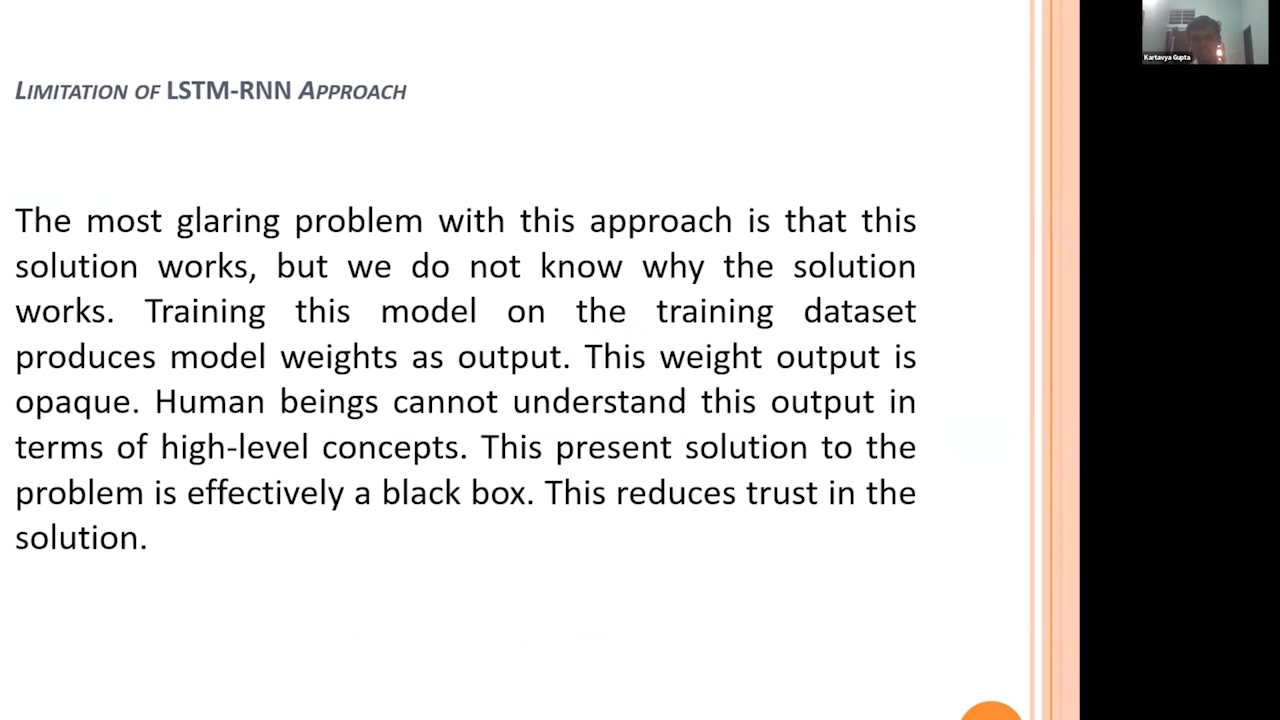 LIMITATION OF LSTM-RNN APPROACH
The most glaring problem with this approach is that this
solution works, but we do not know why the solution
works. Training this model on the training dataset
produces model weights as output. This weight output is
opaque. Human beings cannot understand this output in
terms of high-level concepts. This present solution to the
problem is effectively a black box. This reduces trust in the
solution.
Kartavya Gupta